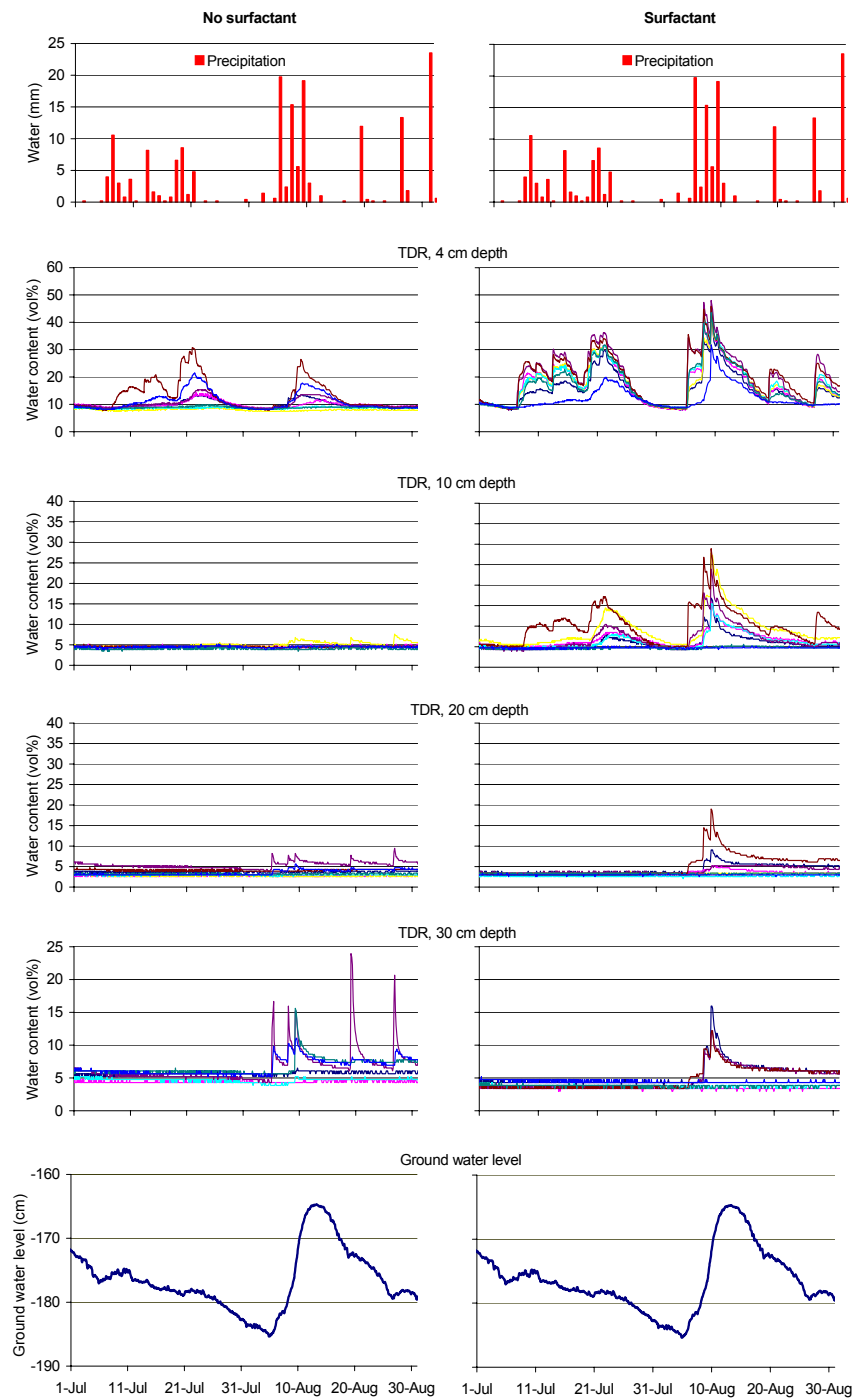 No surfactant
Surfactant
Water (mm)
25
20
15
10
5
0
Precipitation
Precipitation
TDR, 4 cm depth
Water content (vol%)
60
50
40
30
20
10
0
TDR, 10 cm depth
Water content (vol%)
40
35
30
25
20
15
10
5
0
TDR, 20 cm depth
Water content (vol%)
40
35
30
25
20
15
10
5
0
TDR, 30 cm depth
Water content (vol%)
25
20
15
10
5
0
Ground water level
Ground water level (cm)
-160
-170
-180
-190
1-Jul 11-Jul 21-Jul 31-Jul 10-Aug 20-Aug 30-Aug
1-Jul 11-Jul 21-Jul 31-Jul 10-Aug 20-Aug 30-Aug